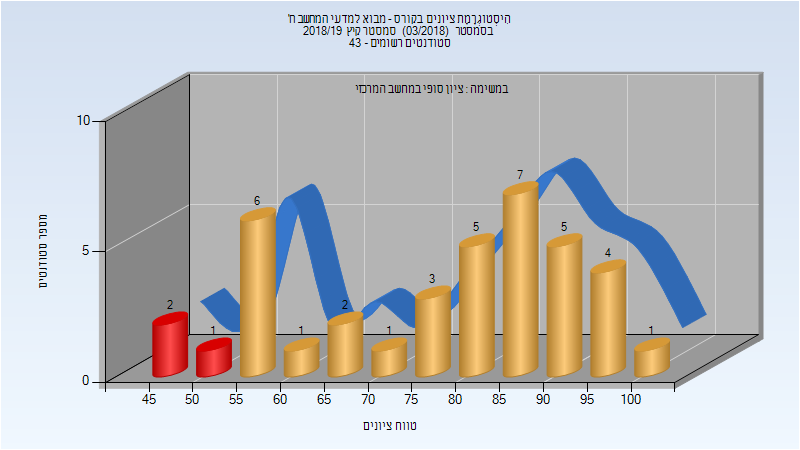 היסטוגרמת ציונים בקורס - מבוא למדעי המחשב ח'
בסמסטר (03/2018) סמסטר קיץ 2018/19
סטודנטים רשומים - 43
במשימה : ציון סופי במחשב המרכזי
מספר סטודנטים
10
5
0
2
1
6
1
2
1
3
5
7
5
4
1
45 50 55 60 65 70 75 80 85 90 95 100
טווח ציונים